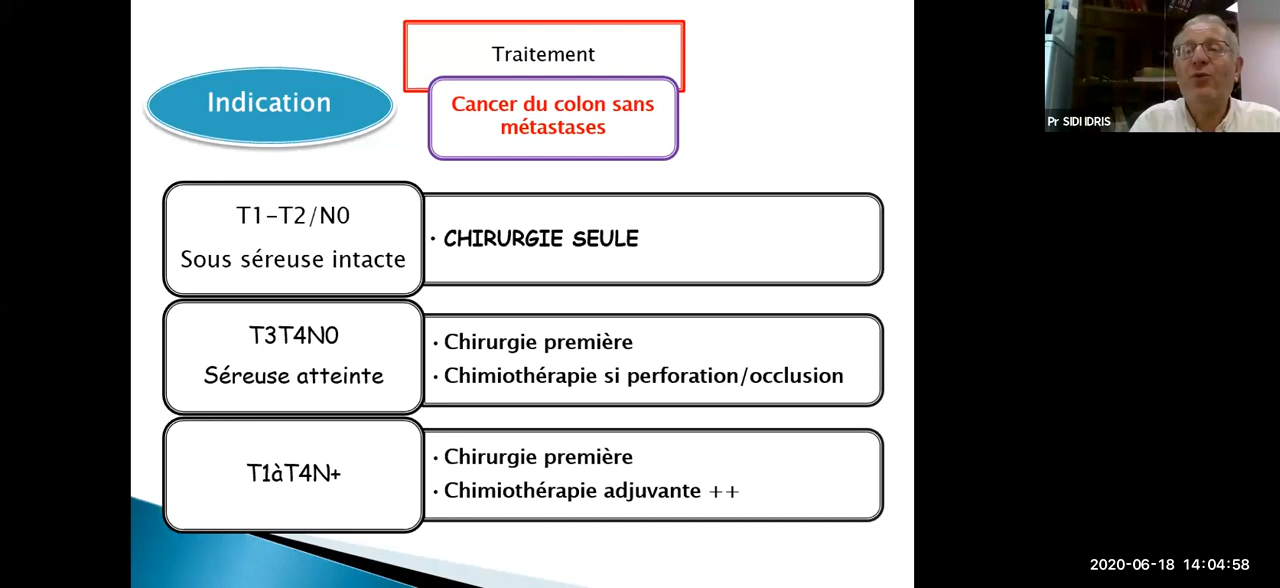 Traitement
Indication
Cancer du colon sans
métastases
T1-T2/N0
Sous séreuse intacte
• CHIRURGIE SEULE
T3T4N0
Séreuse atteinte
• Chirurgie première
• Chimiothérapie si perforation/occlusion
T1àT4N+
• Chirurgie première
• Chimiothérapie adjuvante ++
Pr SIDI IDRIS
2020-06-18 14:04:58